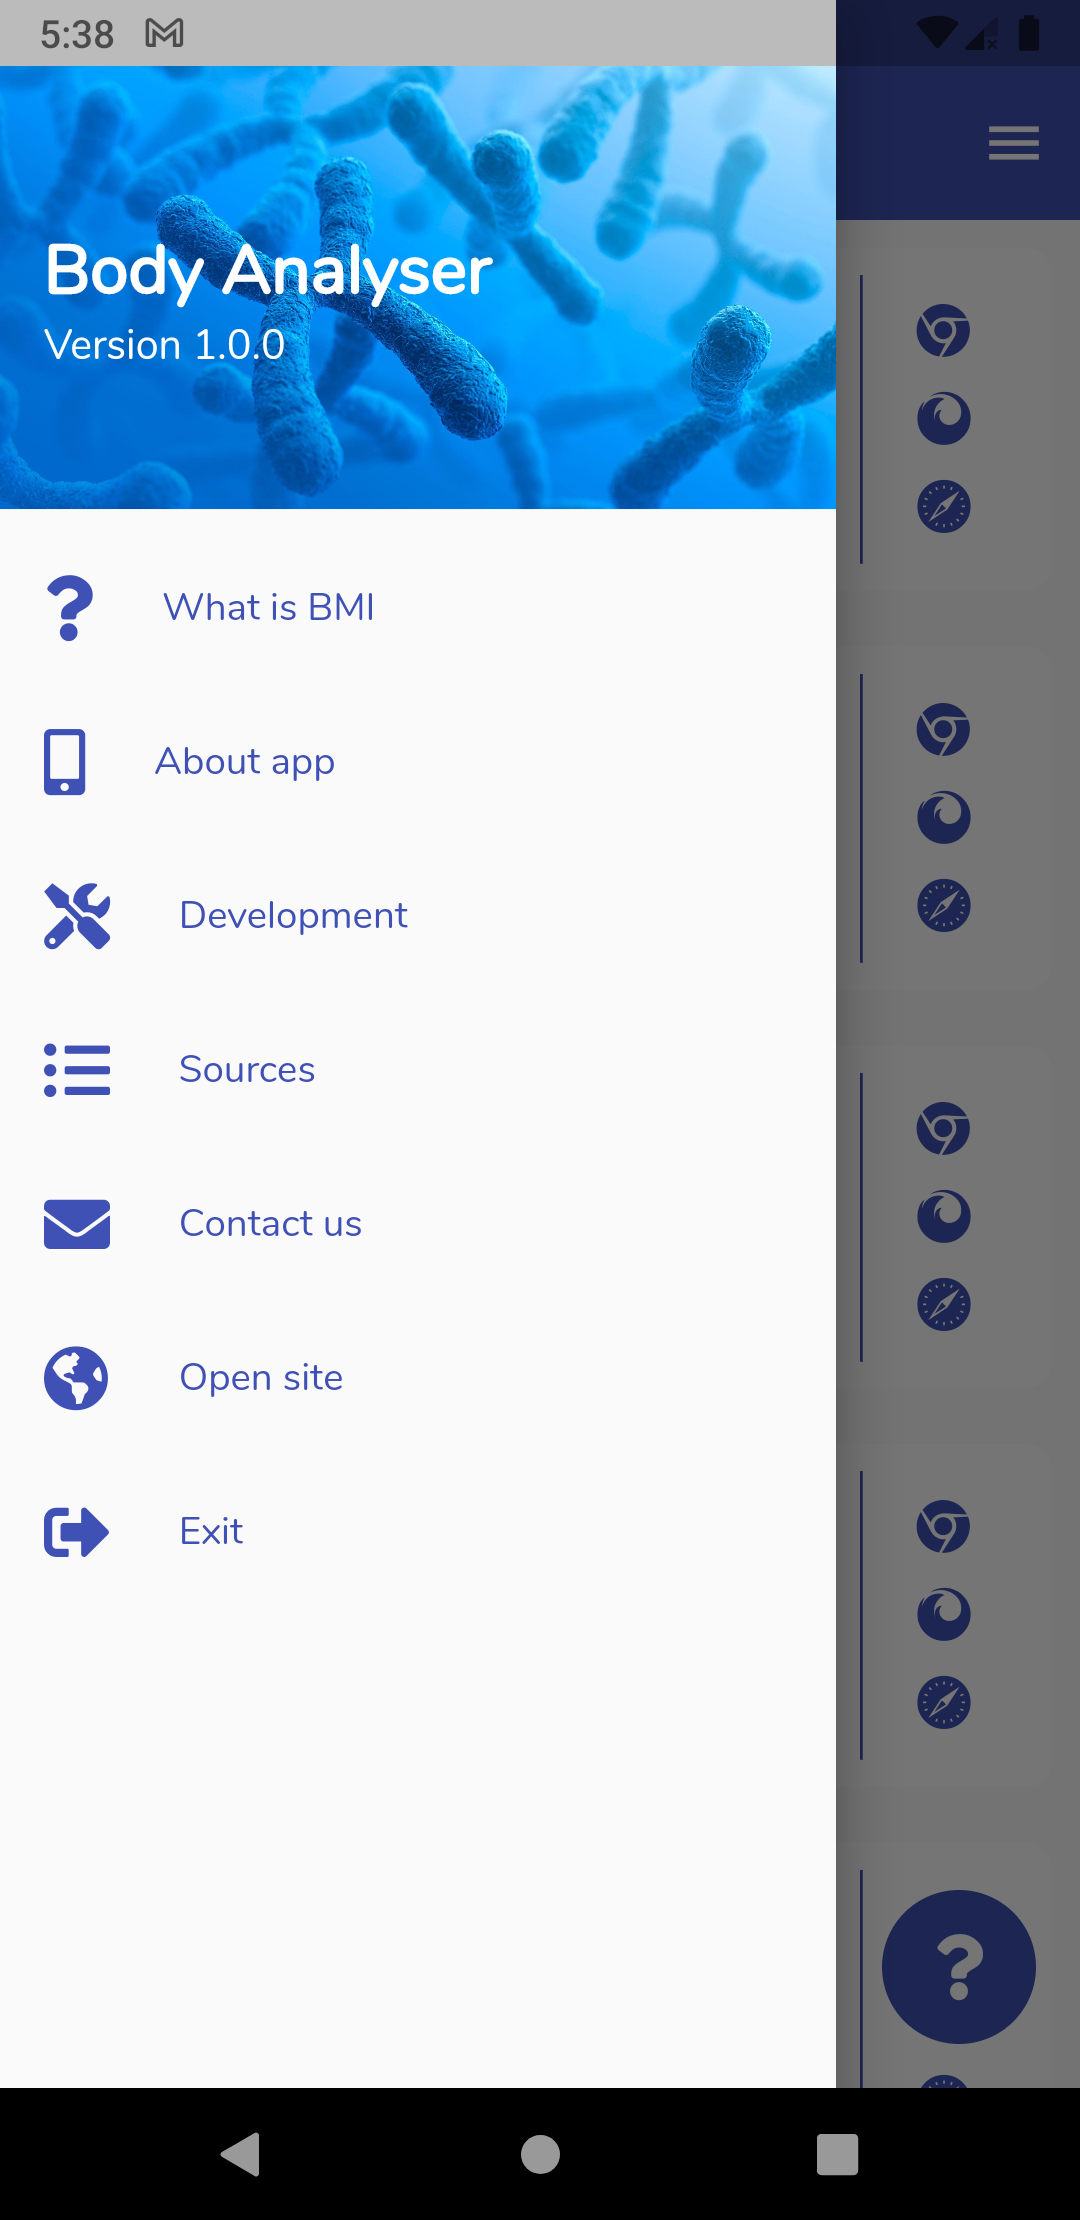 5:38
Body Analyser
Version 1.0.0
What is BMI
About app
Development
Sources
Contact us
Open site
Exit